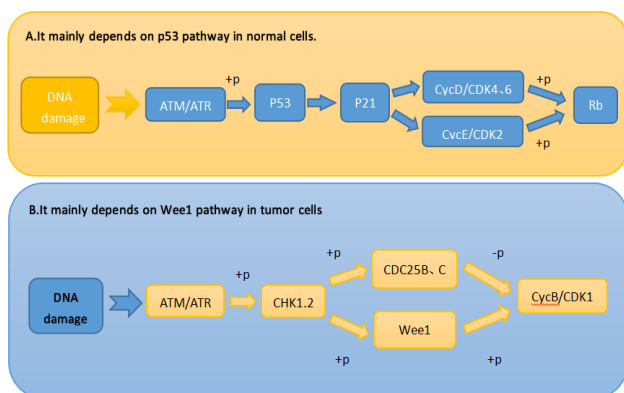 A.It mainly depends on p53 pathway in normal cells.
DNA
damage
ATM/ATR
+p
P53
P21
CycD/CDK4、6
CvcE/CDK2
+p
+p
Rb
B.It mainly depends on Wee1 pathway in tumor cells
DNA
damage
ATM/ATR
+p
CHK1.2
+p
+p
CDC25B、C
Wee1
-p
+p
CycB/CDK1